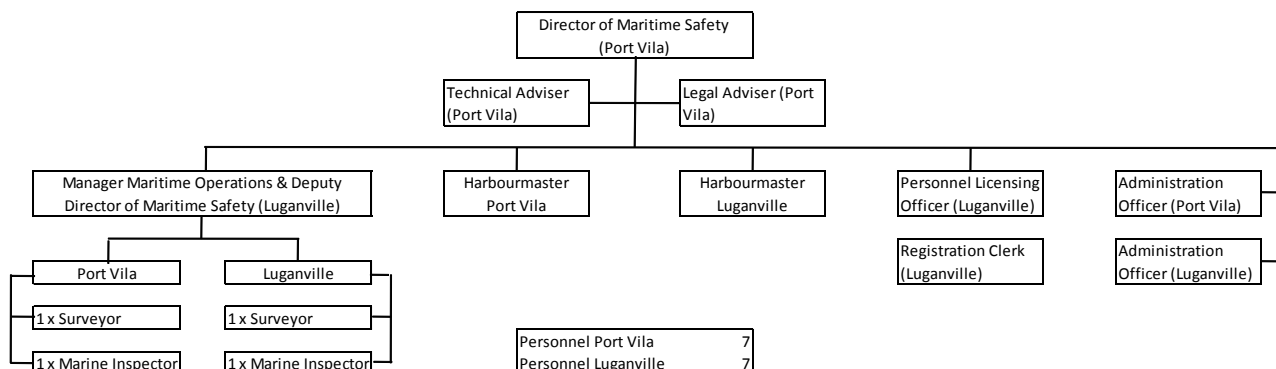 Director of Maritime Safety
(Port Vila)
Technical Adviser
(Port Vila)
Legal Adviser (Port
Vila)
Manager Maritime Operations & Deputy
Director of Maritime Safety (Luganville)
Harbourmaster
Port Vila
Harbourmaster
Luganville
Personnel Licensing
Officer (Luganville)
Administration
Officer (Port Vila)
Registration Clerk
(Luganville)
Administration
Officer (Luganville)
Port Vila
Luganville
1 x Surveyor
1 x Surveyor
1 x Marine Inspector
1 x Marine Inspector
Personnel Port Vila 7
Personnel Luganville 7